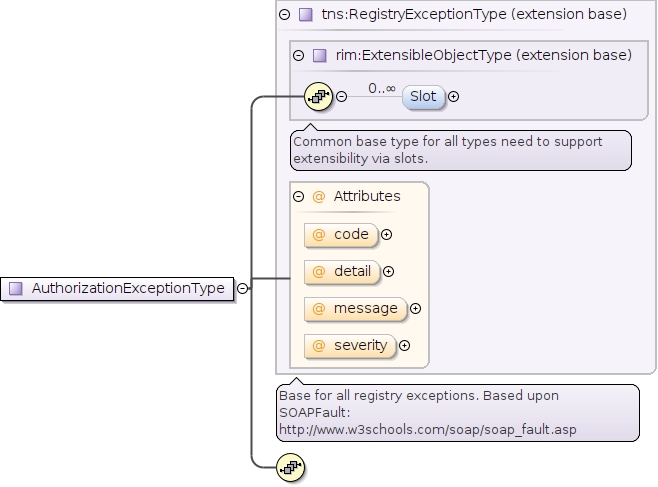 tns:RegistryExceptionType (extension base)
rim:ExtensibleObjectType (extension base)
0..∞
Slot
Common base type for all types need to support
extensibility via slots.
@ Attributes
@ code
@ detail
AuthorizationExceptionType
@ message
@ severity
Base for all registry exceptions. Based upon
SOAPFault:
http://www.w3schools.com/soap/soap_fault.asp